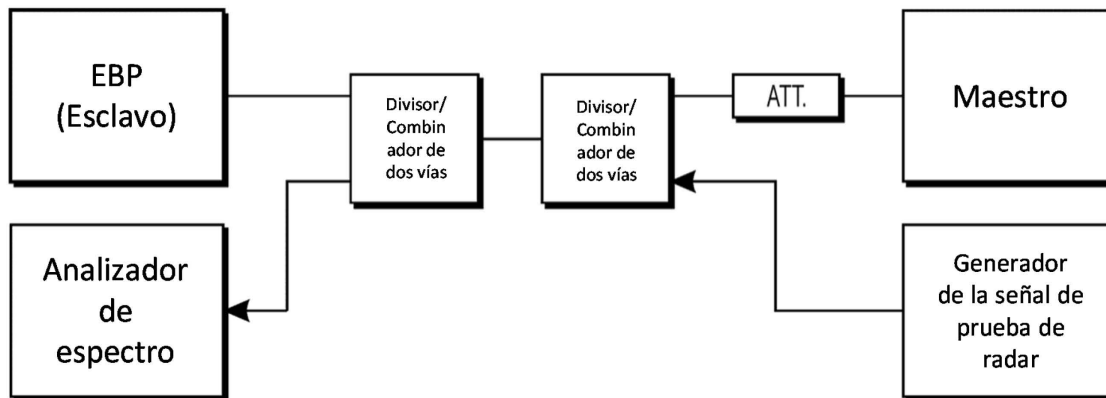 EBP
(Esclavo)
Divisor/
Combin
ador de
dos vías
Divisor/
Combin
ador de
dos vías
ATT.
Maestro
Analizador
de
espectro
Generador
de la señal de
prueba de
radar